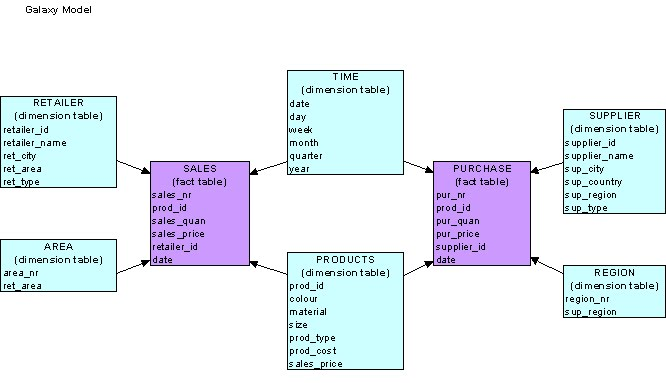 Galaxy Model
TIME
(dimension table)
date
day
week
month
quarter
year
RETAILER
(dimension table)
retailer_id
retailer_name
ret_city
ret_area
ret_type
SUPPLIER
(dimension table)
supplier_id
supplier_name
sup_city
sup_country
sup_region
sup_type
SALES
(fact table)
sales_nr
prod_id
sales_quan
sales_price
retailer_id
date
PURCHASE
(fact table)
pur_nr
prod_id
pur_quan
pur_price
supplier_id
date
AREA
(dimension table)
area_nr
ret_area
PRODUCTS
(dimension table)
prod_id
colour
material
size
prod_type
prod_cost
sales_price
REGION
(dimension table)
region_nr
sup_region